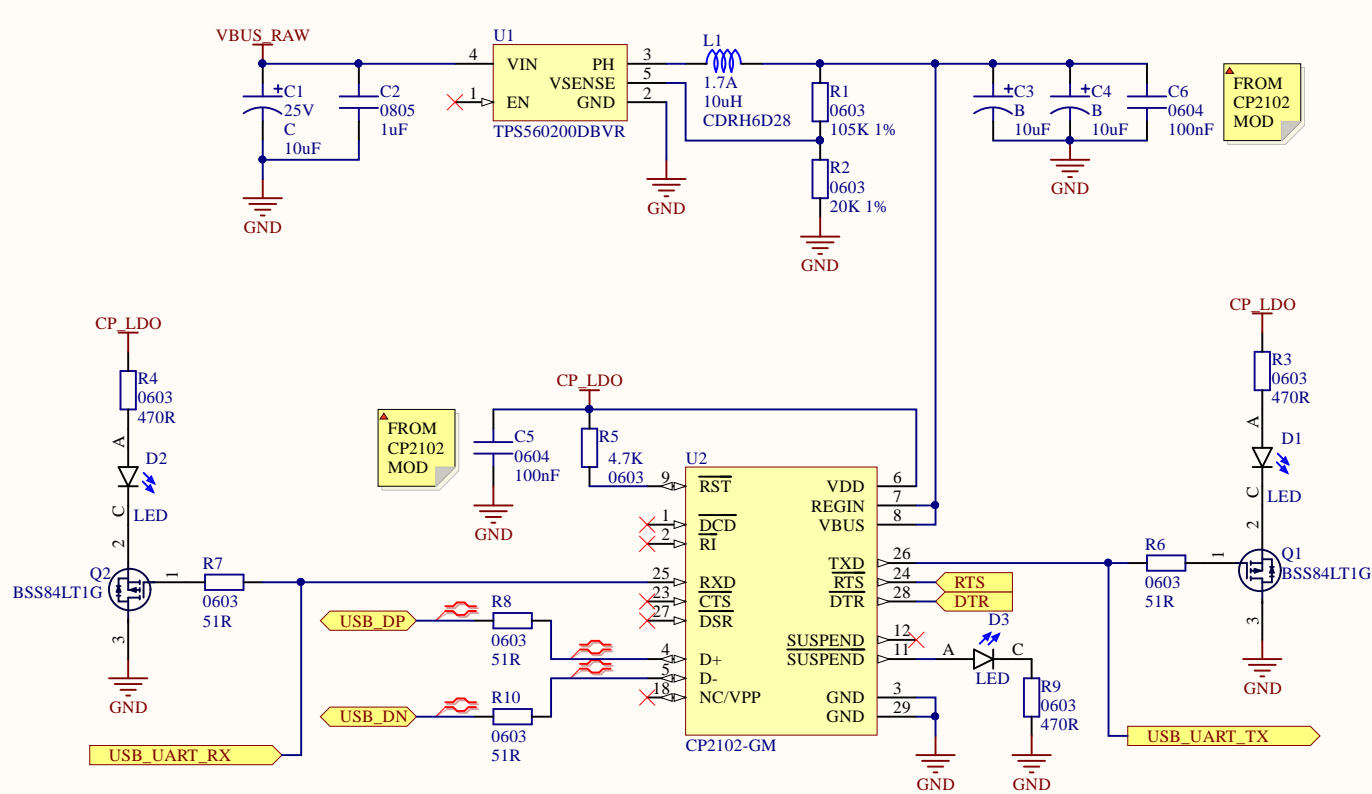 VBUS_RAW
C1
25V
C
10uF
C2
0805
1uF
GND
U1
4
VIN
1
EN
PH
3
VSENSE
5
GND
2
TPS560200DBVR
GND
L1
1.7A
10uH
CDRH6D28
R1
0603
105K 1%
R2
0603
20K 1%
GND
C3
B
10uF
C4
B
10uF
C6
0604
100nF
GND
FROM
CP2102
MOD
CP_LDO
R4
0603
470R
A
D2
C
LED
2
Q2
BSS84LT1G
1
3
GND
R7
0603
51R
FROM
CP2102
MOD
CP_LDO
C5
0604
100nF
GND
R5
4.7K
0603
U2
9
RST
1
DCD
2
RI
25
RXD
23
CTS
27
DSR
4
D+
5
D-
18
NC/VPP
VDD
6
REGIN
7
VBUS
8
TXD
26
RTS
24
DTR
28
SUSPEND
12
SUSPEND
11
GND
3
GND
29
CP2102-GM
USB_DP
R8
0603
51R
USB_DN
R10
0603
51R
USB_UART_RX
RTS
DTR
D3
A
C
LED
R9
0603
470R
GND
GND
CP_LDO
R3
0603
470R
A
D1
C
LED
2
Q1
BSS84LT1G
1
3
GND
R6
0603
51R
USB_UART_TX